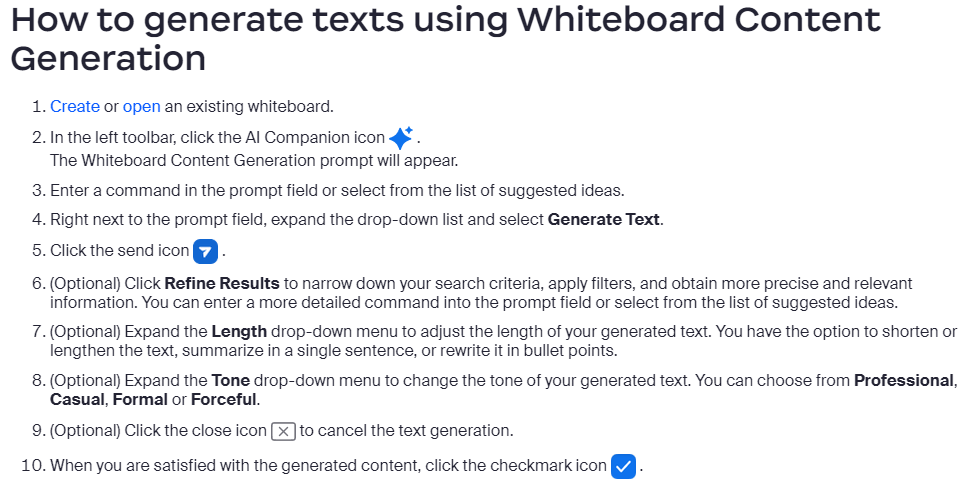 How to generate texts using Whiteboard Content
Generation
1. Create or open an existing whiteboard.
2. In the left toolbar, click the AI Companion icon .
The Whiteboard Content Generation prompt will appear.
3. Enter a command in the prompt field or select from the list of suggested ideas.
4. Right next to the prompt field, expand the drop-down list and select Generate Text.
5. Click the send icon .
6. (Optional) Click Refine Results to narrow down your search criteria, apply filters, and obtain more precise and relevant
information. You can enter a more detailed command into the prompt field or select from the list of suggested ideas.
7. (Optional) Expand the Length drop-down menu to adjust the length of your generated text. You have the option to shorten or
lengthen the text, summarize in a single sentence, or rewrite it in bullet points.
8. (Optional) Expand the Tone drop-down menu to change the tone of your generated text. You can choose from Professional,
Casual, Formal or Forceful.
9. (Optional) Click the close icon to cancel the text generation.
10. When you are satisfied with the generated content, click the checkmark icon .